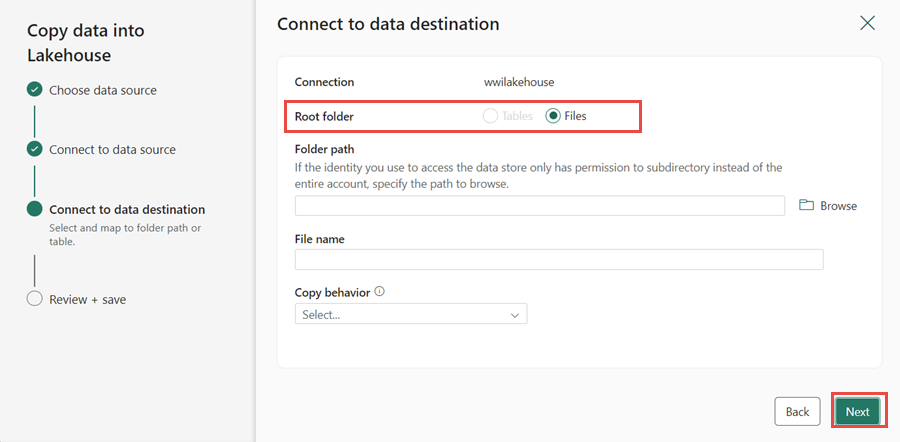 Copy data into
Lakehouse
Choose data source
Connect to data source
Connect to data destination
Select and map to folder path or
table.
Review + save
Connect to data destination
Connection wwilakehouse
Root folder Tables Files
Folder path
If the identity you use to access the data store only has permission to subdirectory instead of the
entire account, specify the path to browse.
Browse
File name
Copy behavior
Select...
Back Next